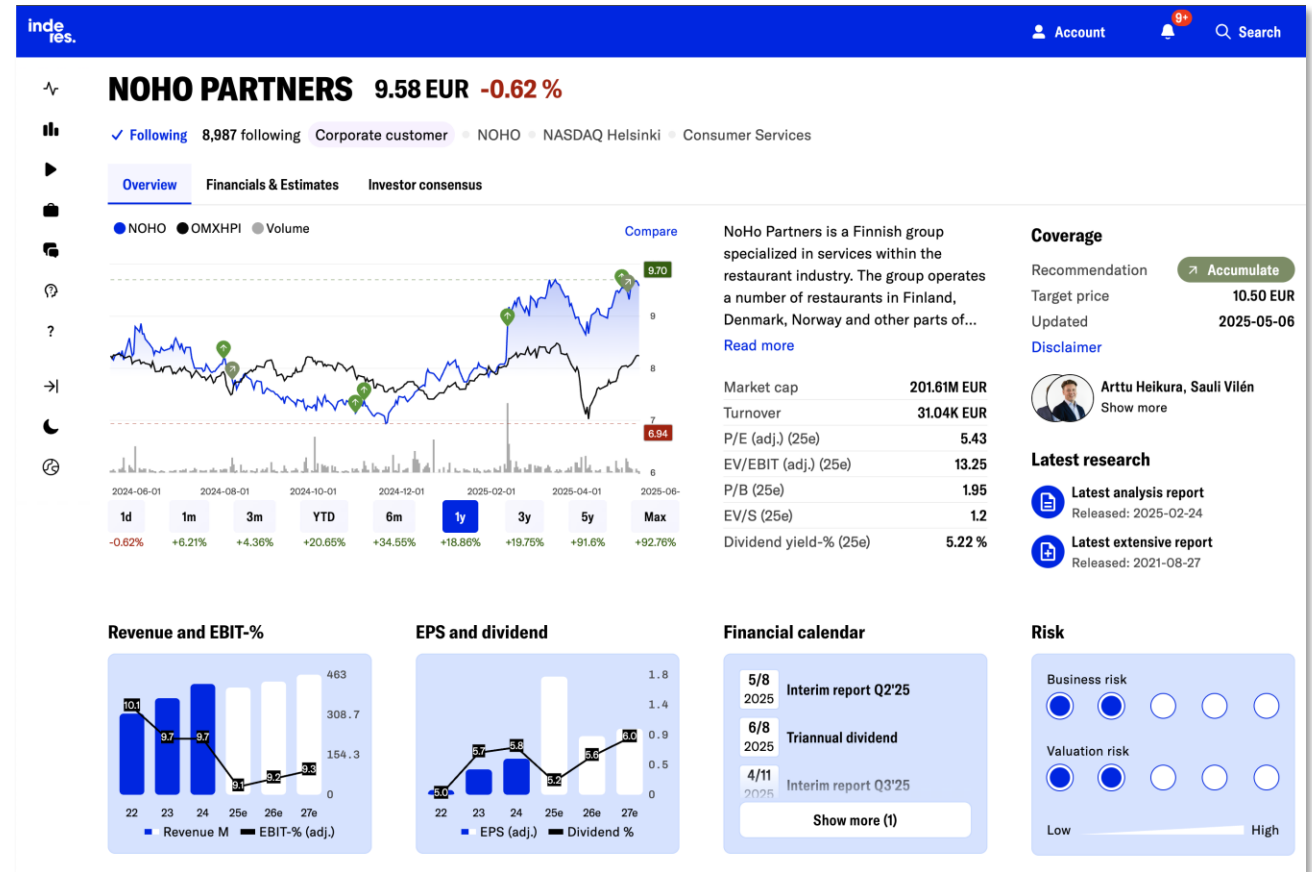 inde
res.
Account
9+
Search
NOHO PARTNERS 9.58 EUR -0.62 %
Following 8,987 following Corporate customer NOHO NASDAQ Helsinki Consumer Services
Overview Financials & Estimates Investor consensus
NOHO OMXHPI Volume Compare
9.70
9
8
7
6.94
6
2024-06-01 2024-08-01 2024-10-01 2024-12-01 2025-02-01 2025-04-01 2025-06-
1d 1m 3m YTD 6m 1y 3y 5y Max
-0.62% +6.21% +4.36% +20.65% +34.55% +18.86% +19.75% +91.6% +92.76%
NoHo Partners is a Finnish group
specialized in services within the
restaurant industry. The group operates
a number of restaurants in Finland,
Denmark, Norway and other parts of...
Read more
Market cap 201.61M EUR
Turnover 31.04K EUR
P/E (adj.) (25e) 5.43
EV/EBIT (adj.) (25e) 13.25
P/B (25e) 1.95
EV/S (25e) 1.2
Dividend yield-% (25e) 5.22 %
Coverage
Recommendation Accumulate
Target price 10.50 EUR
Updated 2025-05-06
Disclaimer
Arttu Heikura, Sauli Vilén
Show more
Latest research
Latest analysis report
Released: 2025-02-24
Latest extensive report
Released: 2021-08-27
Revenue and EBIT-%
463
308.7
154.3
0
10.1 9.7 9.7 9.1 9.2 9.3
22 23 24 25e 26e 27e
Revenue M EBIT-% (adj.)
EPS and dividend
1.8
1.4
0.9
0.5
0
5.0 5.7 5.8 5.2 5.6 6.0
22 23 24 25e 26e 27e
EPS (adj.) Dividend %
Financial calendar
5/8
2025
Interim report Q2'25
6/8
2025
Triannual dividend
4/11
2025
Interim report Q3'25
Show more (1)
Risk
Business risk
Valuation risk
Low High